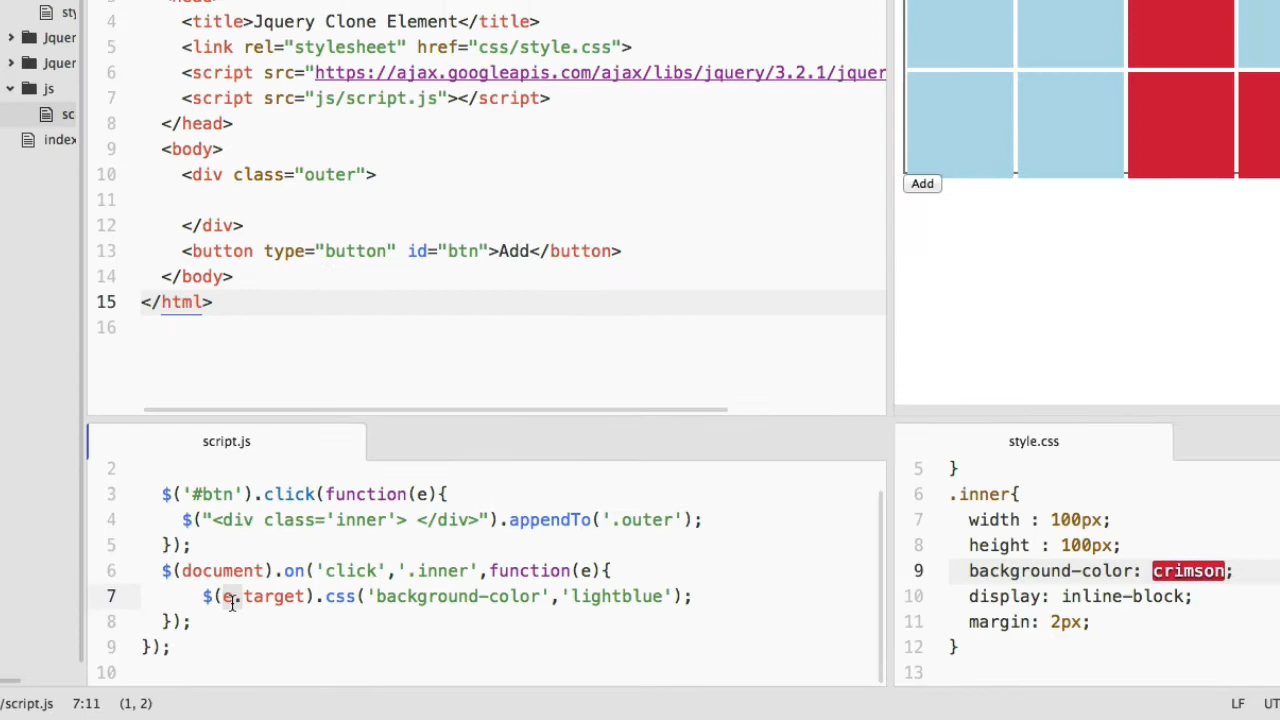 sty
Jquer
Jquer
js
sc
index
4 <title>Jquery Clone Element</title>
5 <link rel="stylesheet" href="css/style.css">
6 <script src="https://ajax.googleapis.com/ajax/libs/jquery/3.2.1/jquer
7 <script src="js/script.js"></script>
8 </head>
9 <body>
10 <div class="outer">
11
12 </div>
13 <button type="button" id="btn">Add</button>
14 </body>
15 </html>
16
Add
script.js
2
3 $('#btn').click(function(e){
4 $("<div class='inner'> </div>").appendTo('.outer');
5 });
6 $(document).on('click','.inner',function(e){
7 $(e.target).css('background-color','lightblue');
8 });
9 });
10
style.css
5 }
6 .inner{
7 width : 100px;
8 height : 100px;
9 background-color: crimson;
10 display: inline-block;
11 margin: 2px;
12 }
13
/script.js 7:11 (1, 2) LF UT